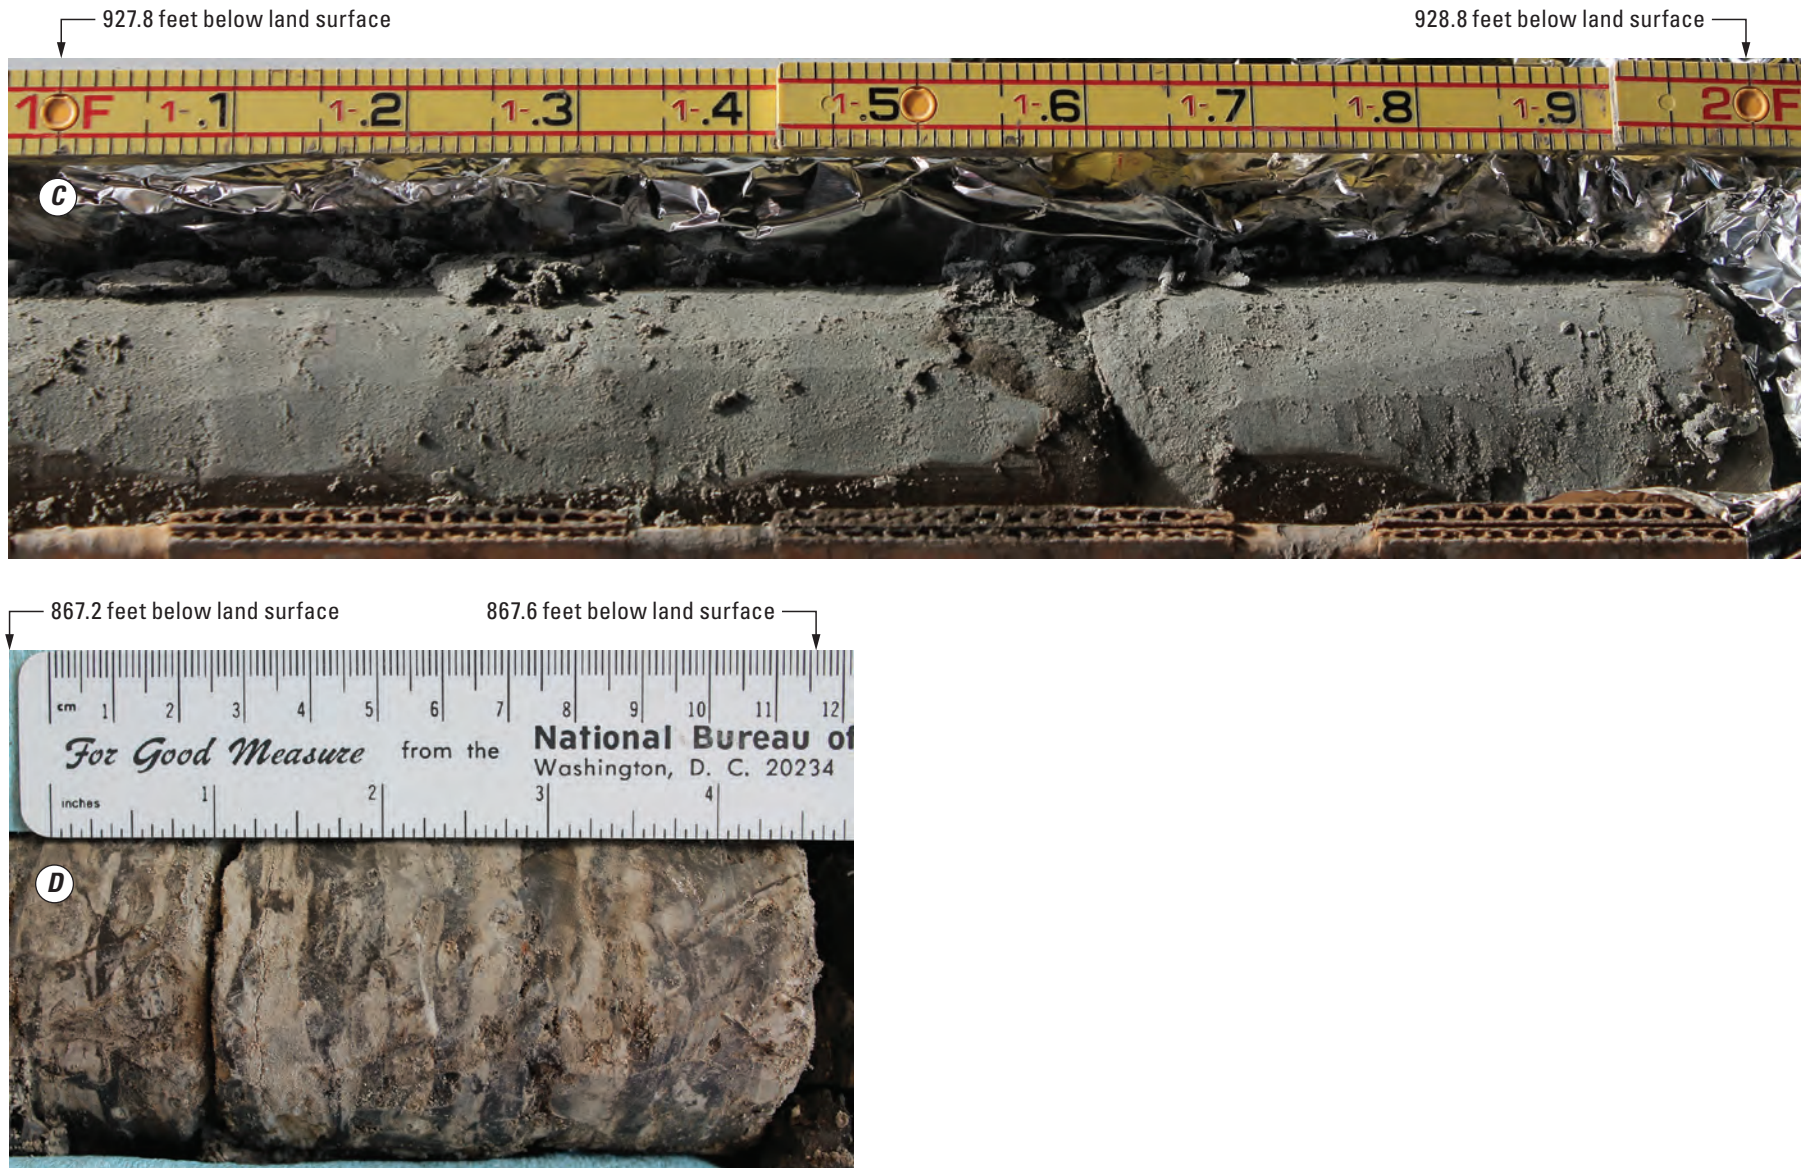 927.8 feet below land surface
928.8 feet below land surface
1 F 1-.1 1-.2 1-.3 1-.4 1-.5 1-.6 1-.7 1-.8 1-.9 2 F
C
867.2 feet below land surface
867.6 feet below land surface
cm 1 2 3 4 5 6 7 8 9 10 11 12
For Good Measure from the National Bureau of
Washington, D. C. 20234
inches 1 2 3 4
D